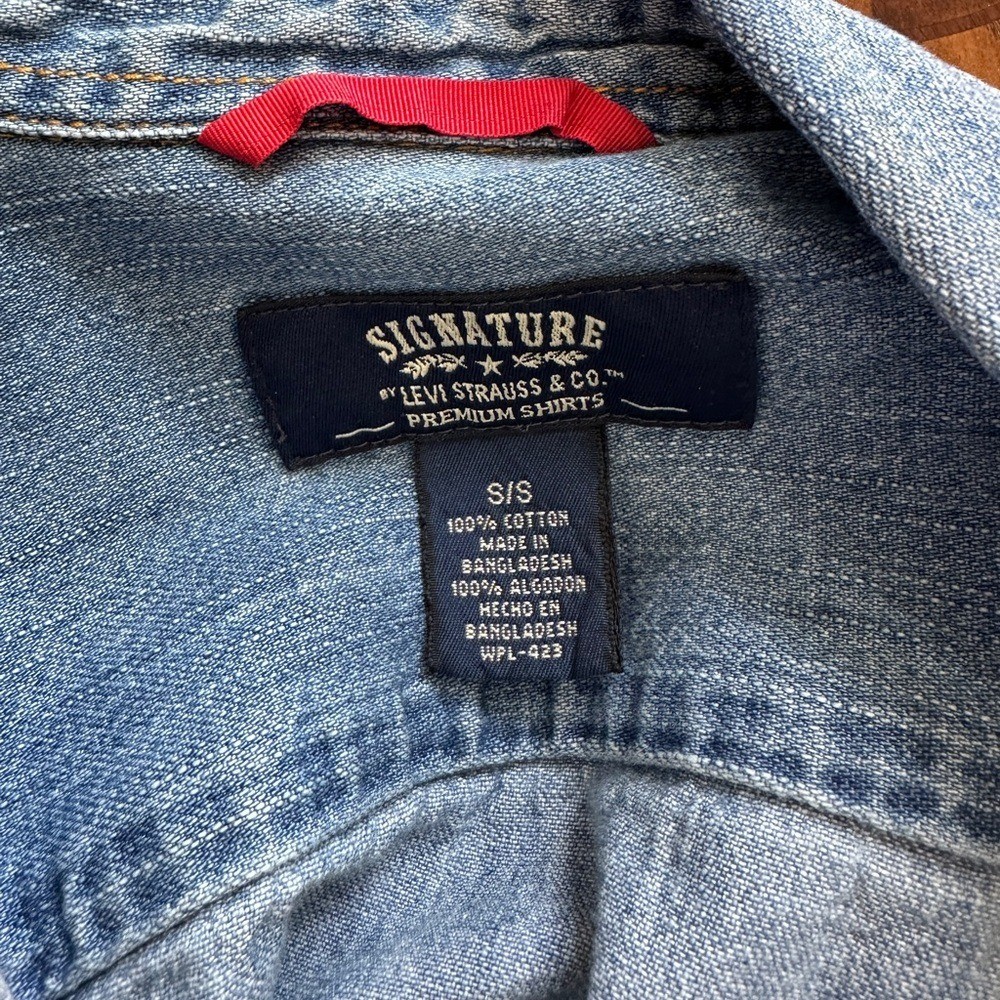 SIGNATURE
BY LEVI STRAUSS & CO.™
PREMIUM SHIRTS
S/S
100% COTTON
MADE IN
BANGLADESH
100% ALGODON
HECHO EN
BANGLADESH
WPL-423